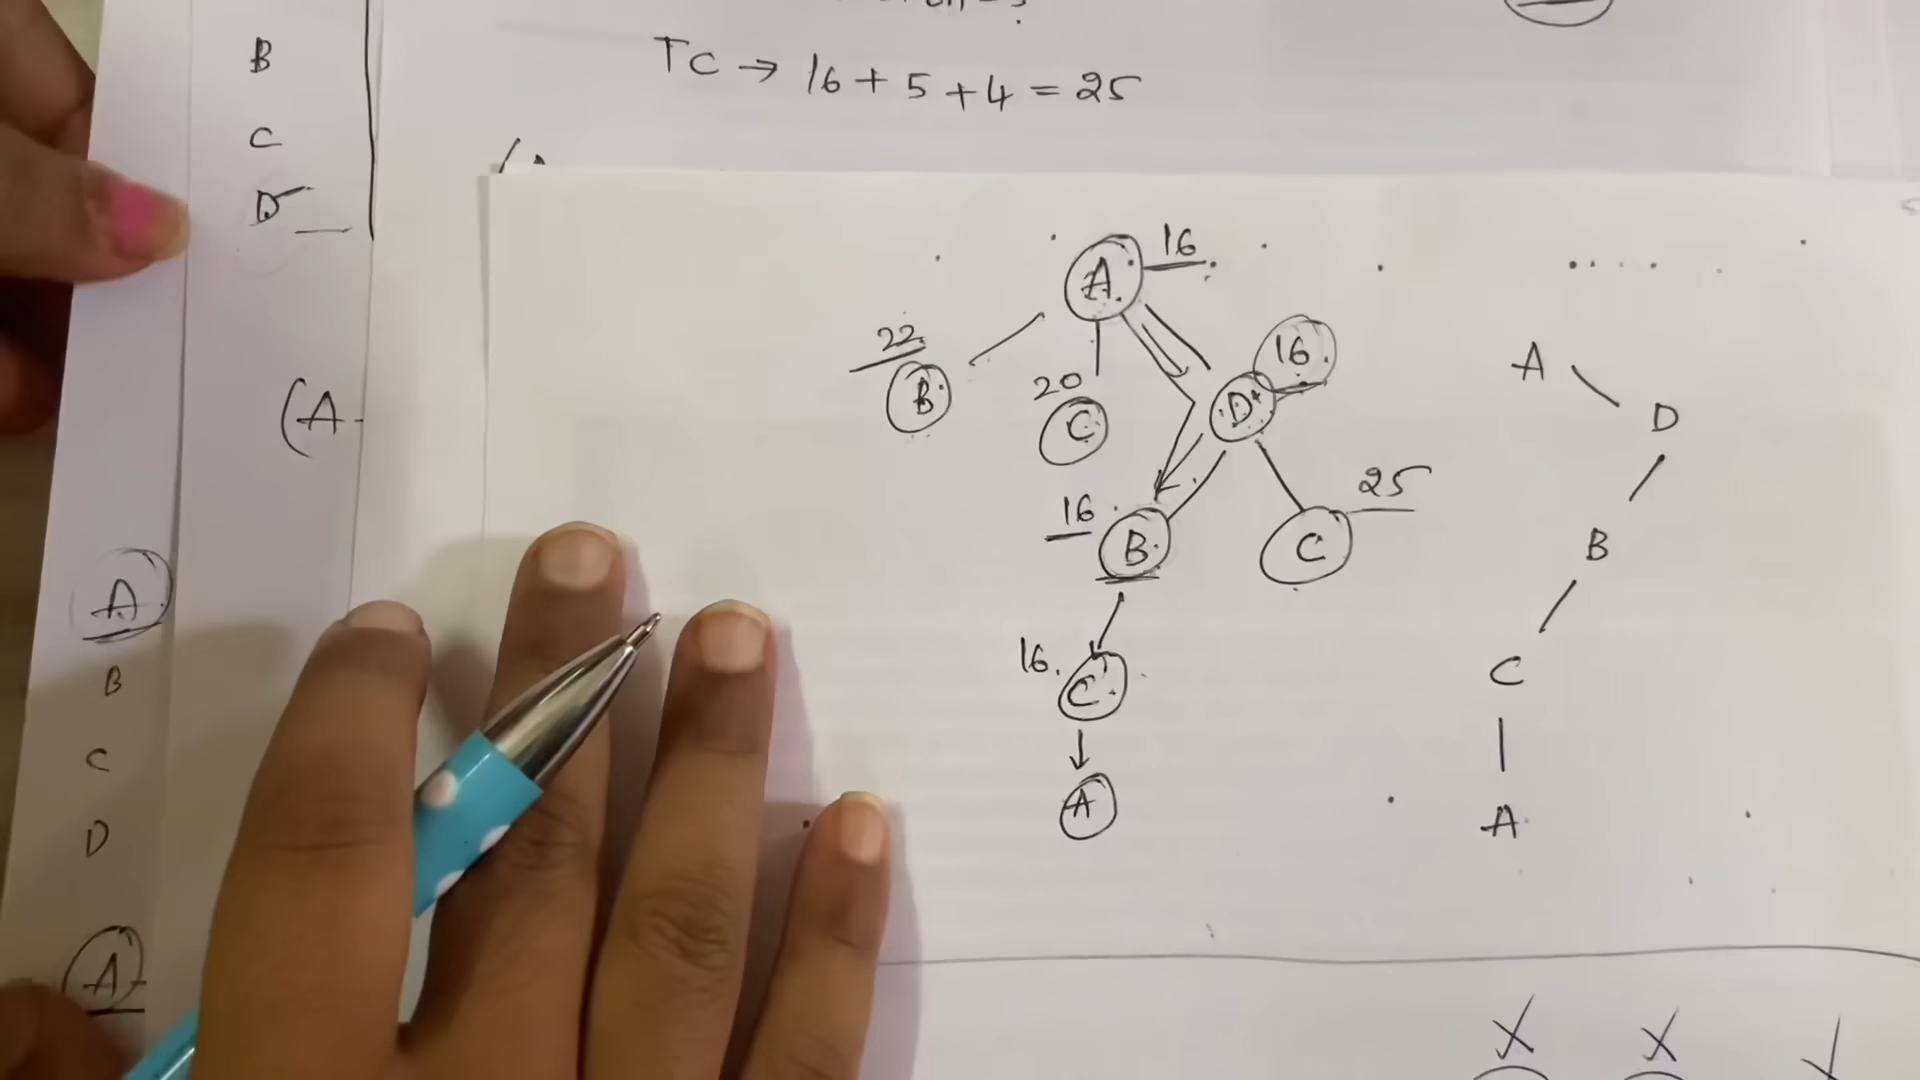 B
TC → 16 + 5 + 4 = 25
C
D
A 16
22 B
20 C
D 16
(A-
16 B
C 25
16. C
A
A
D
B
C
A
A
B
C
D
A
X X